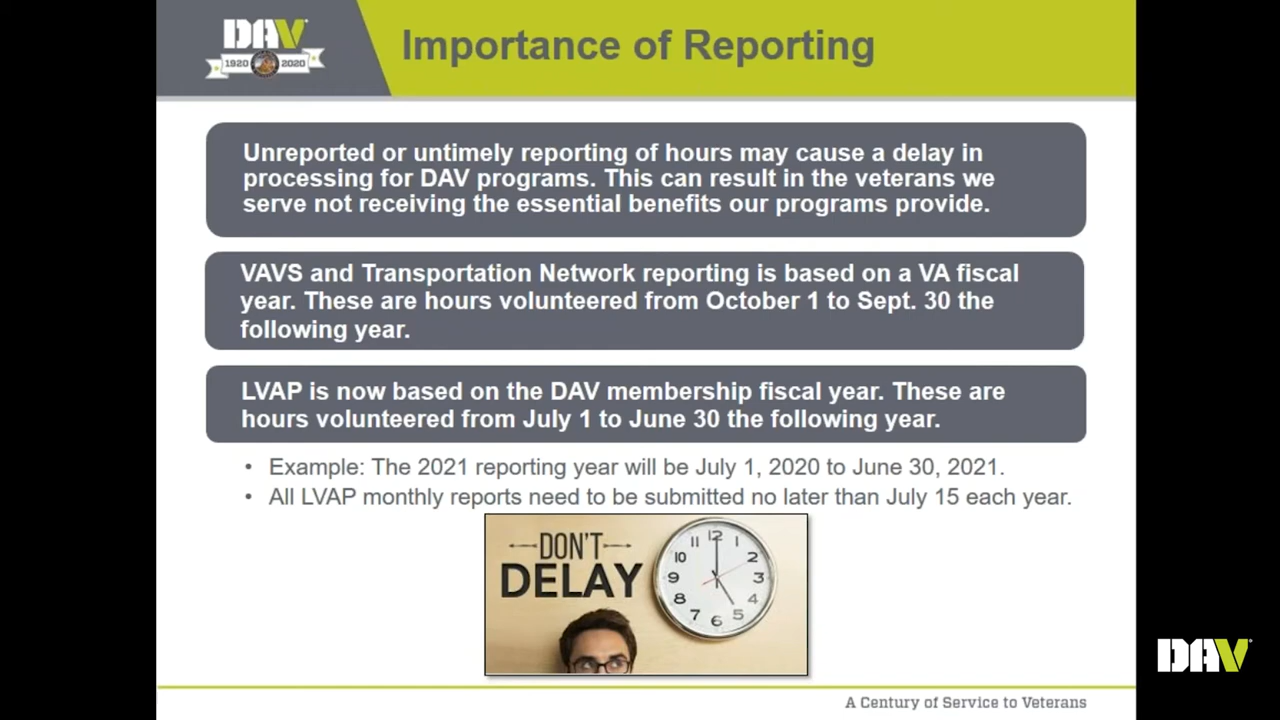 DAV
1920 2020
Importance of Reporting
Unreported or untimely reporting of hours may cause a delay in
processing for DAV programs. This can result in the veterans we
serve not receiving the essential benefits our programs provide.
VAVS and Transportation Network reporting is based on a VA fiscal
year. These are hours volunteered from October 1 to Sept. 30 the
following year.
LVAP is now based on the DAV membership fiscal year. These are
hours volunteered from July 1 to June 30 the following year.
• Example: The 2021 reporting year will be July 1, 2020 to June 30, 2021.
• All LVAP monthly reports need to be submitted no later than July 15 each year.
DON'T
DELAY
12 1 2 3 4 5 6 7 8 9 10 11
DAV
A Century of Service to Veterans